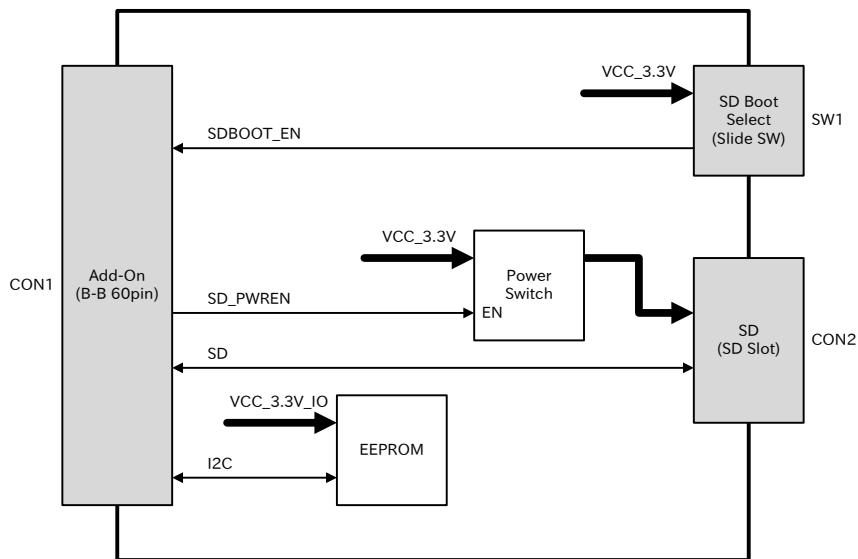 VCC_3.3V
SD Boot
Select
(Slide SW)
SW1
SDBOOT_EN
VCC_3.3V
Power
Switch
EN
CON1
Add-On
(B-B 60pin)
SD_PWREN
SD
(SD Slot)
CON2
SD
VCC_3.3V_IO
EEPROM
I2C